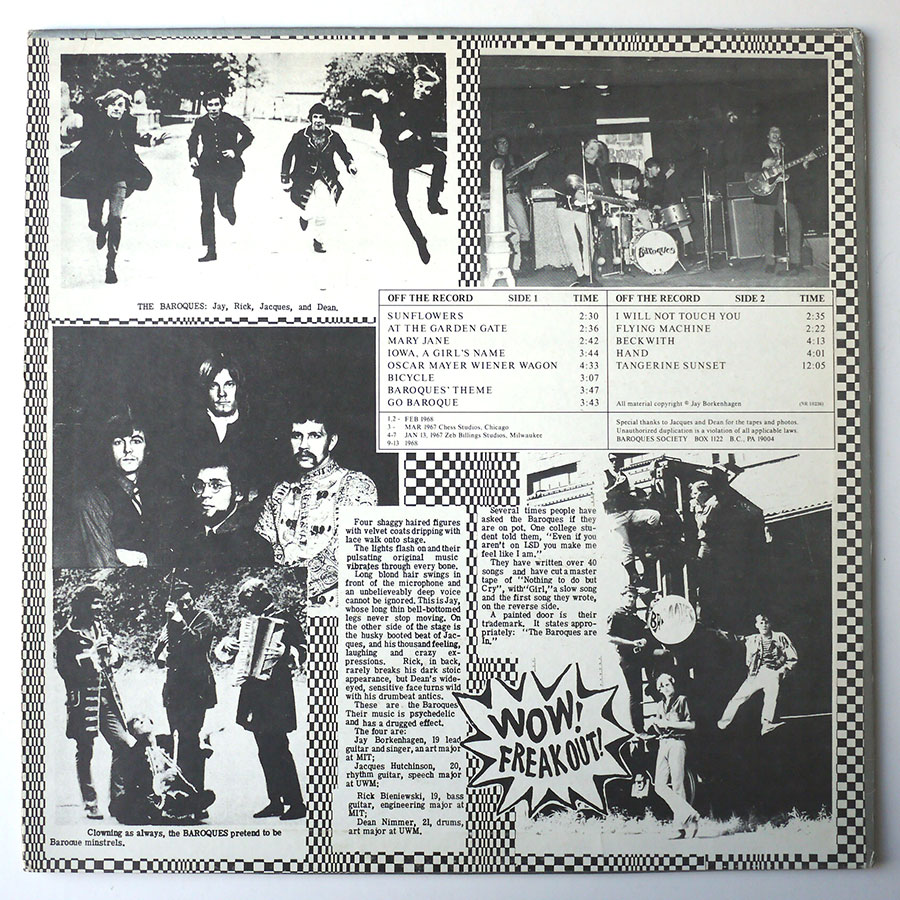 THE BAROQUES: Jay, Rick, Jacques, and Dean.
BAROQUES
OFF THE RECORD SIDE 1 TIME
SUNFLOWERS 2:30
AT THE GARDEN GATE 2:36
MARY JANE 2:42
IOWA, A GIRL'S NAME 3:44
OSCAR MAYER WIENER WAGON 4:33
BICYCLE 3:07
BAROQUES' THEME 3:47
GO BAROQUE 3:43
1,2 - FEB 1968
3 - MAR 1967 Chess Studios, Chicago
4-7 JAN 13, 1967 Zeb Billings Studios, Milwaukee
9-13 1968
OFF THE RECORD SIDE 2 TIME
I WILL NOT TOUCH YOU 2:35
FLYING MACHINE 2:22
BECKWITH 4:13
HAND 4:01
TANGERINE SUNSET 12:05
All material copyright ® Jay Borkenhagen
Special thanks to Jacques and Dean for the tapes and photos.
Unauthorized duplication is a violation of all applicable laws.
BAROQUES SOCIETY BOX 1122 B.C., PA 19004
Four shaggy haired figures
with velvet coats dripping with
lace walk onto stage.
The lights flash on and their
pulsating original music
vibrates through every bone.
Long blond hair swings in
front of the microphone and
an unbelievably deep voice
cannot be ignored. This is Jay,
whose long thin bell-bottomed
legs never stop moving. On
the other side of the stage is
the husky booted beat of Jac-
ques, and his thousand feeling,
laughing and crazy ex-
pressions. Rick, in back,
rarely breaks his dark stoic
appearance, but Dean's wide-
eyed, sensitive face turns wild
with his drumbeat antics.
These are the Baroques
Their music is psychedelic
and has a drugged effect.
The four are:
Jay Borkenhagen, 19 lead
guitar and singer, an art major
at MIT;
Jacques Hutchinson, 20,
rhythm guitar, speech major
at UWM;
Rick Bieniewski, 19, bass
guitar, engineering major at
MIT;
Dean Nimmer, 21, drums,
art major at UWM.
Several times people have
asked the Baroques if they
are on pot. One college stu-
dent told them, "Even if you
aren't on LSD you make me
feel like I am."
They have written over 40
songs and have cut a master
tape of "Nothing to do but
Cry", with "Girl," a slow song
and the first song they wrote,
on the reverse side.
A painted door is their
trademark. It states appro-
priately: "The Baroques are
In."
WOW!
FREAKOUT!
Clowning as always, the BAROQUES pretend to be
Baroque minstrels.